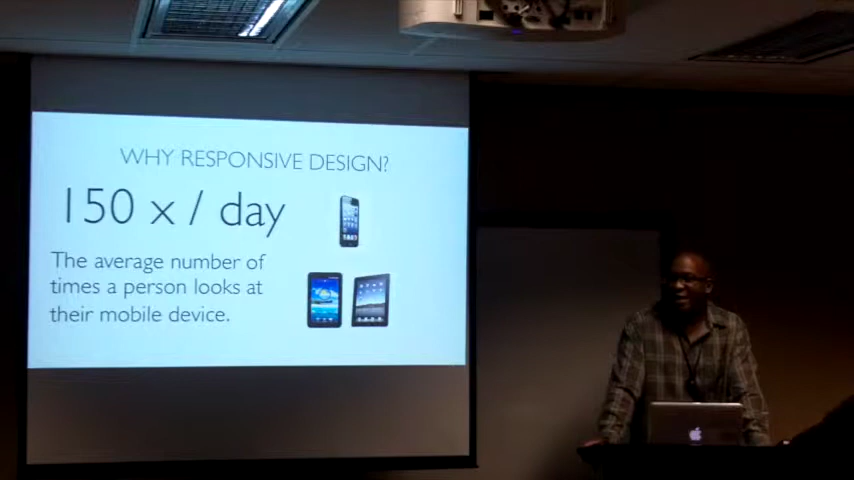 WHY RESPONSIVE DESIGN?
150 x / day
The average number of
times a person looks at
their mobile device.